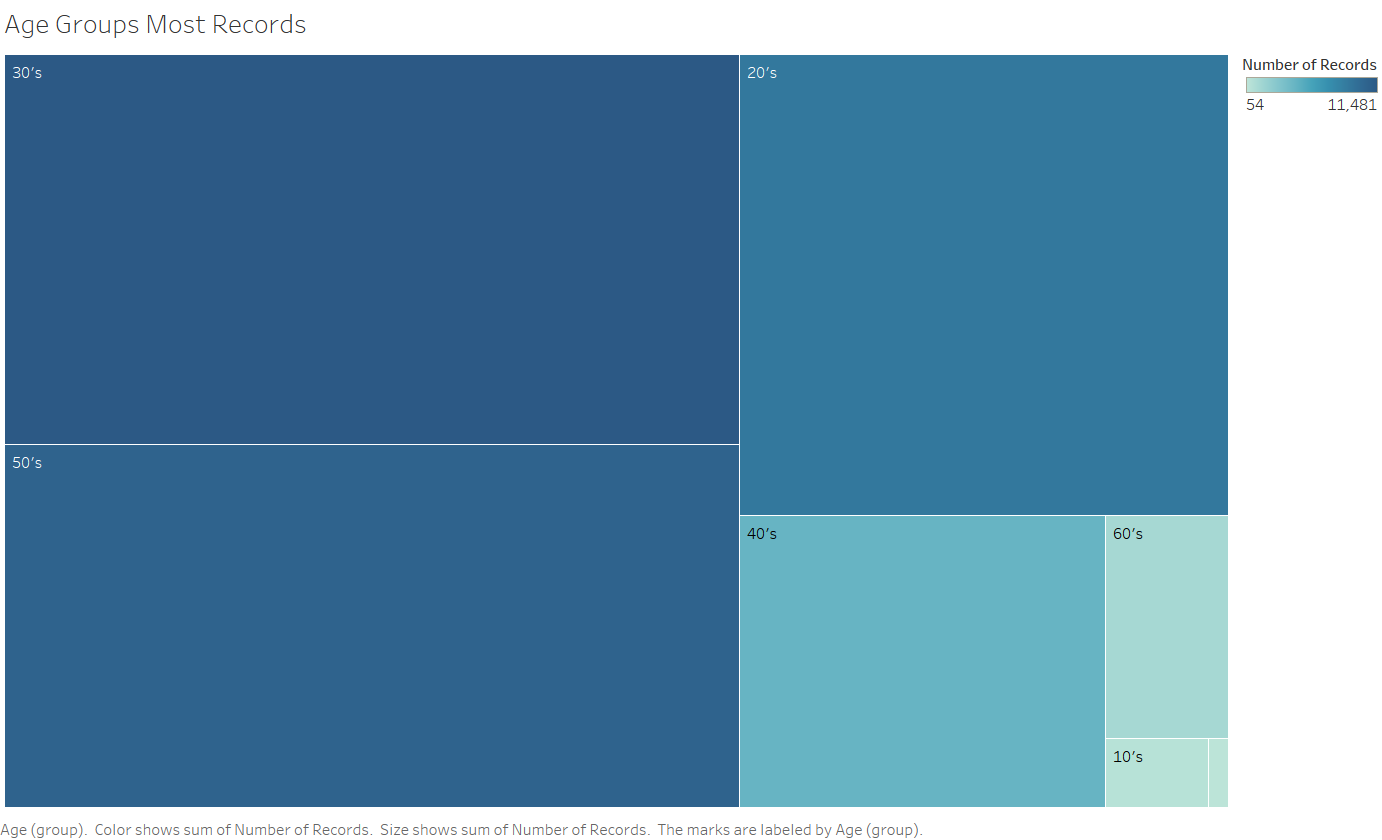 Age Groups Most Records
30's
20's
Number of Records
54 11,481
50's
40's
60's
10's
Age (group).  Color shows sum of Number of Records.  Size shows sum of Number of Records.  The marks are labeled by Age (group).